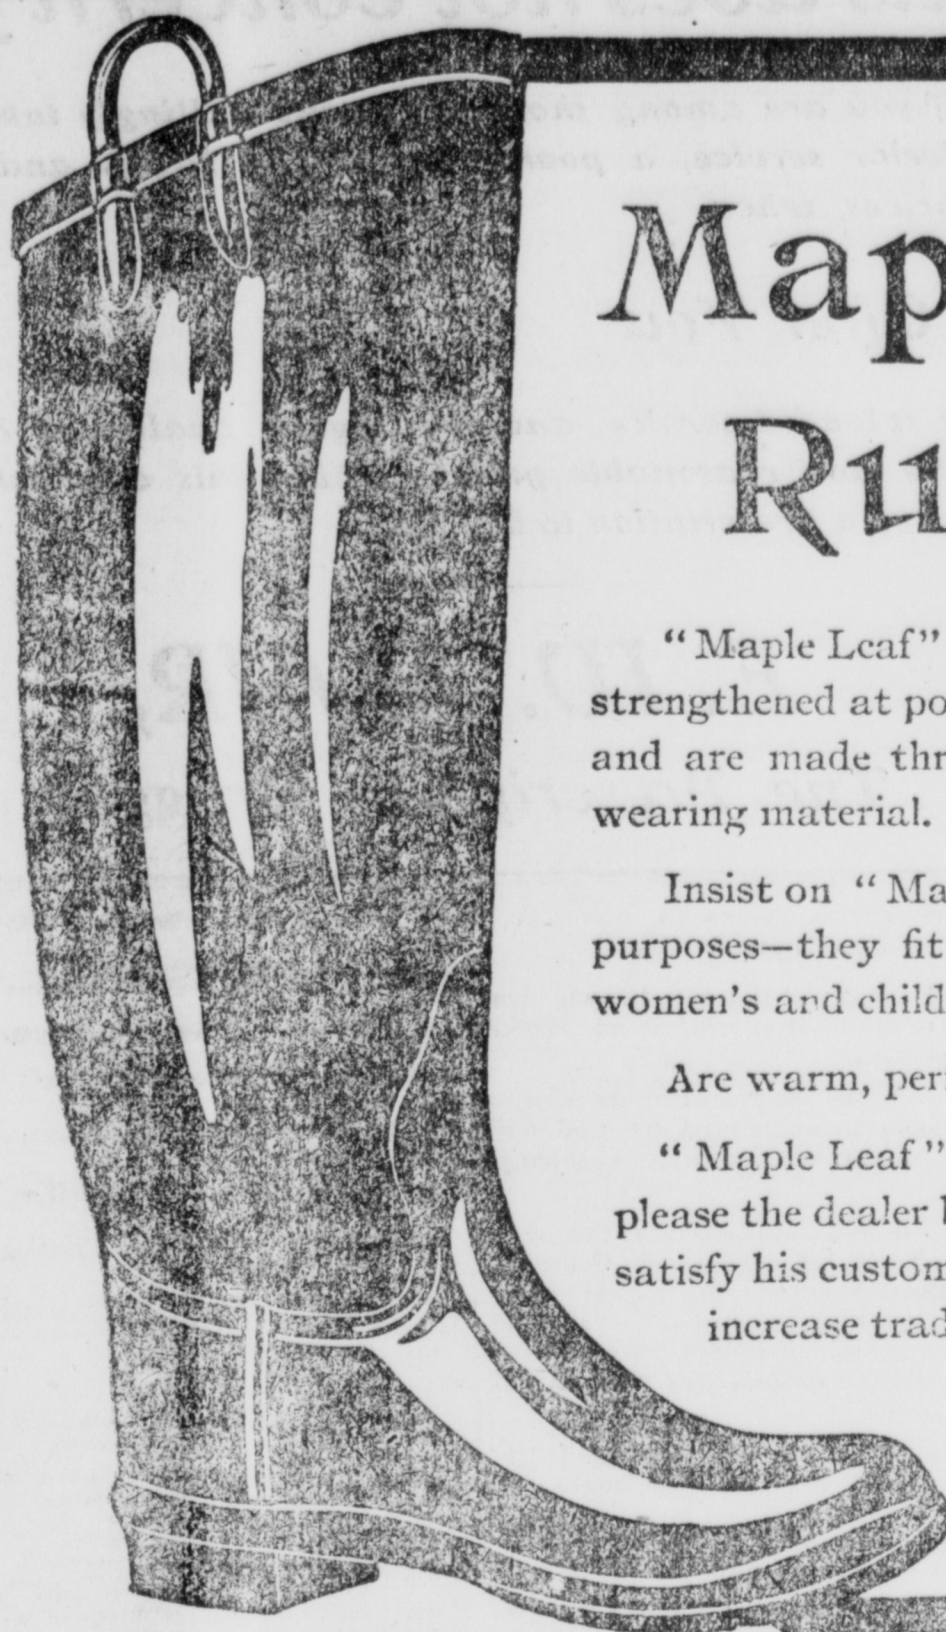 Map
Ru
“Maple Leaf”
strengthened at po
and are made thr
wearing material.
Insist on “Ma
purposes—they fit
women's and child
Are warm, per
“Maple Leaf”
please the dealer
satisfy his custom
increase trad